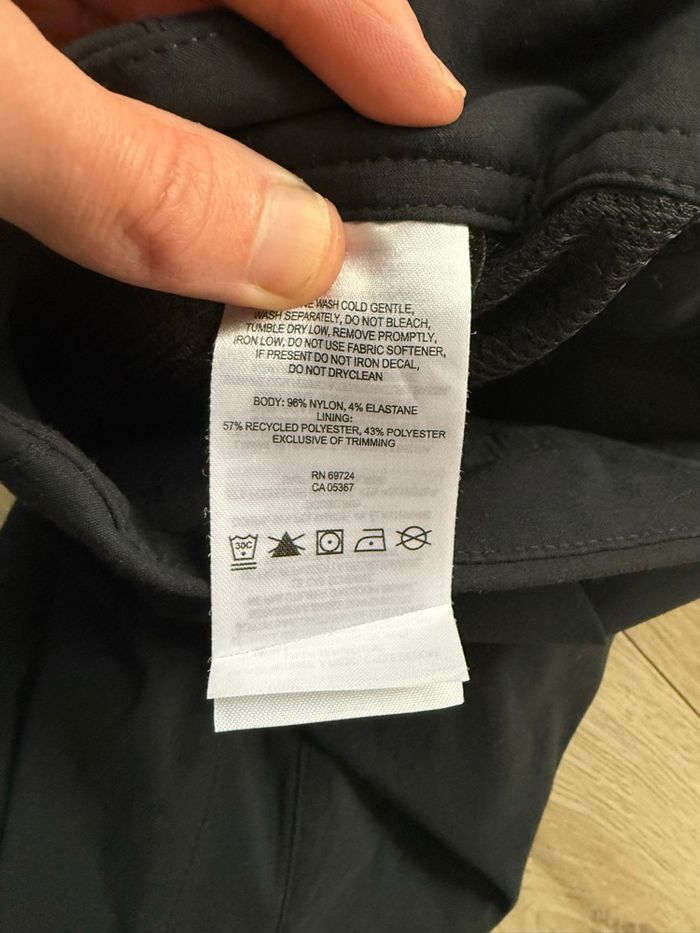 WASH COLD GENTLE,
WASH SEPARATELY, DO NOT BLEACH,
TUMBLE DRY LOW, REMOVE PROMPTLY,
IRON LOW, DO NOT USE FABRIC SOFTENER,
IF PRESENT DO NOT IRON DECAL,
DO NOT DRYCLEAN
BODY: 96% NYLON, 4% ELASTANE
LINING:
57% RECYCLED POLYESTER, 43% POLYESTER
EXCLUSIVE OF TRIMMING
RN 69724
CA 05367
30C